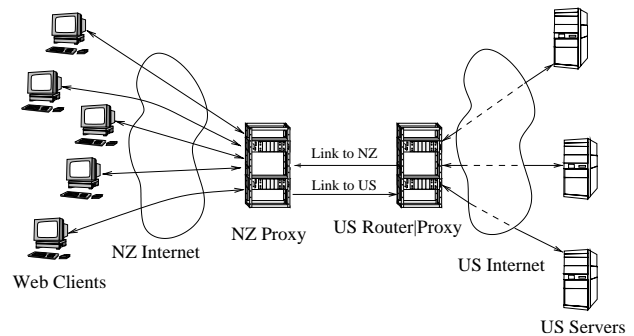 Link to NZ
Link to US
NZ Internet
NZ Proxy
US Router|Proxy
US Internet
Web Clients
US Servers